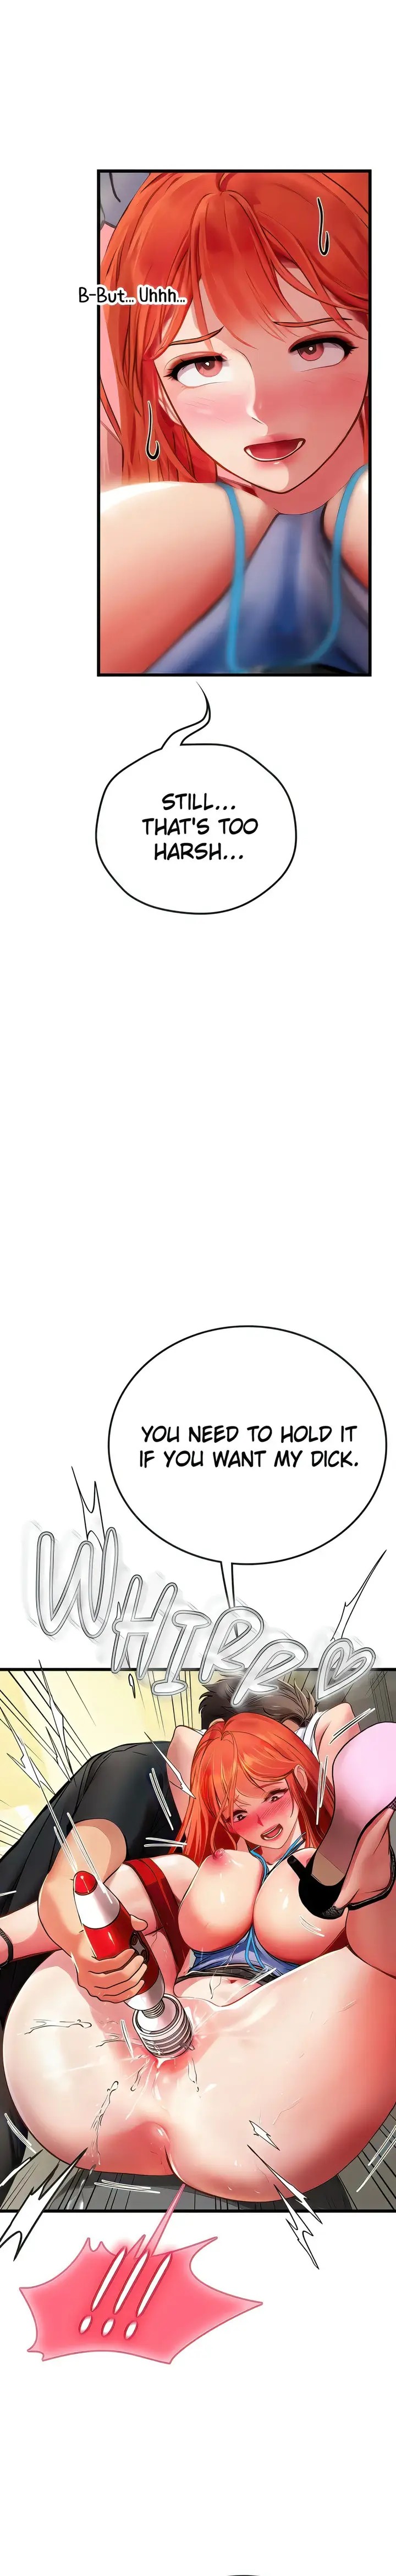 B-But... Uhhh...
STILL...
THAT'S TOO
HARSH...
YOU NEED TO HOLD IT
IF YOU WANT MY DICK.
WHIRR♡
!!!